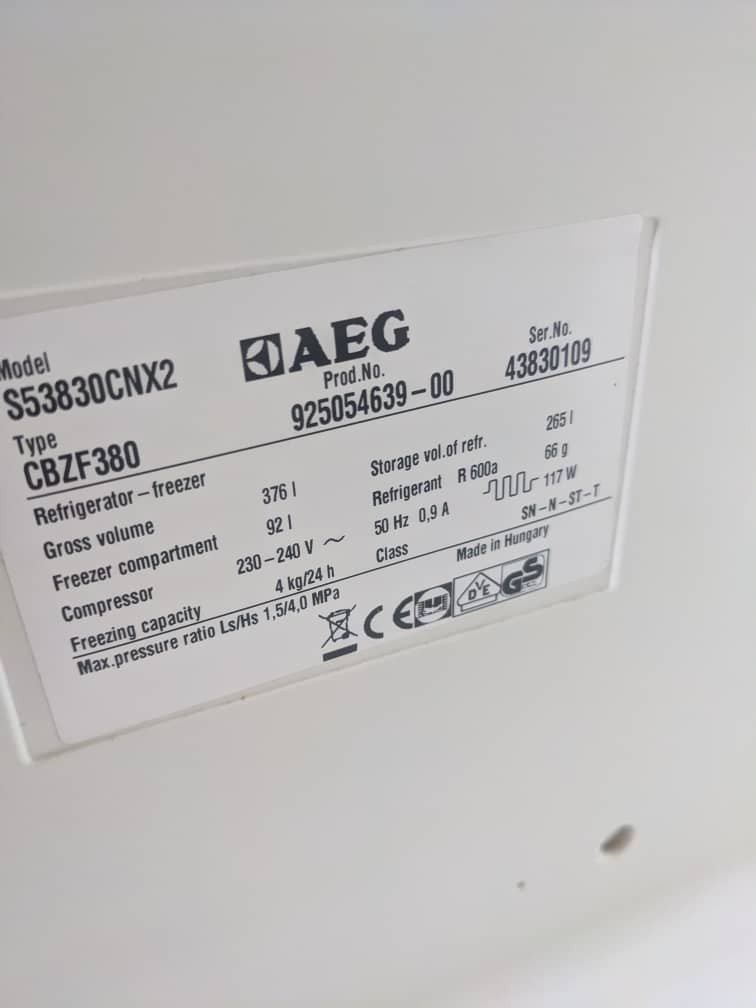 Model
S53830CNX2
AEG
Prod.No.
925054639-00
Ser.No.
43830109
Type
CBZF380
Refrigerator-freezer
Gross volume 376 l
Storage vol.of refr. 265 l
Freezer compartment 92 l
Refrigerant R 600a 66 g
Compressor 230-240 V ~
50 Hz 0,9 A 117 W
Freezing capacity 4 kg/24 h
Class SN-N-ST-T
Max.pressure ratio Ls/Hs 1,5/4,0 MPa
Made in Hungary
CE
DVE
GS